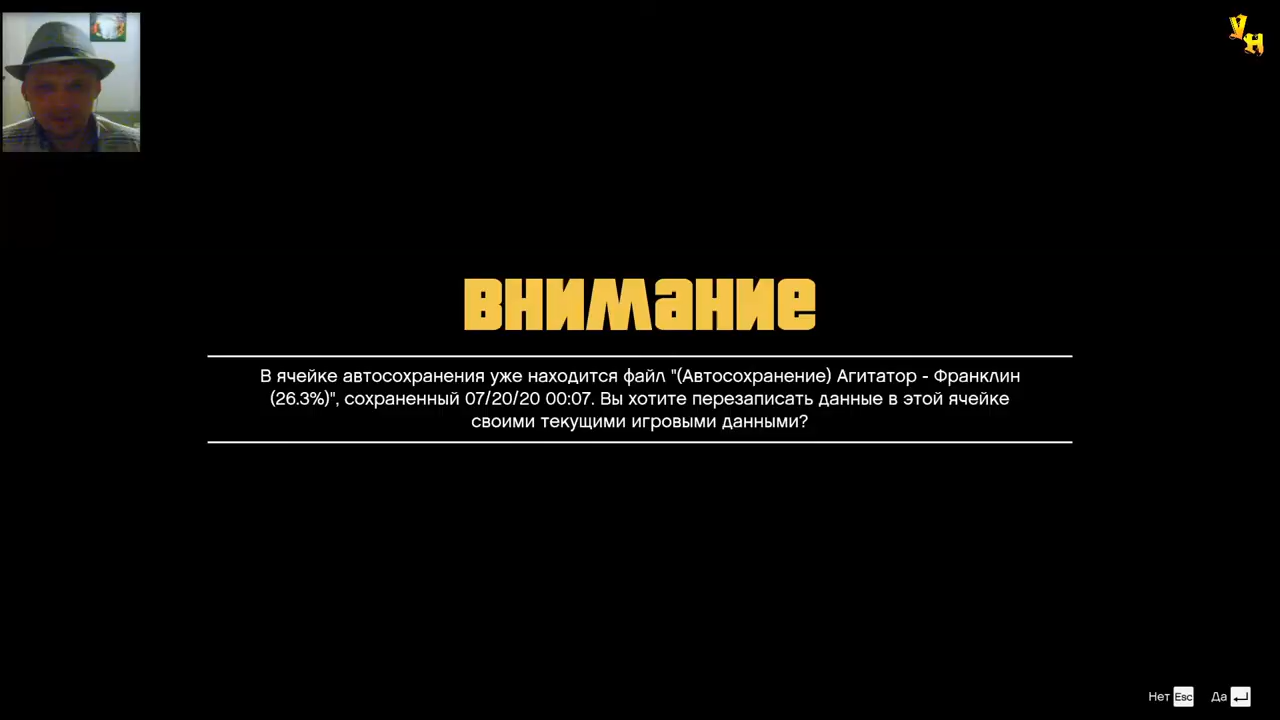 УН
внимание
В ячейке автосохранения уже находится файл "(Автосохранение) Агитатор - Франклин
(26.3%)", сохраненный 07/20/20 00:07. Вы хотите перезаписать данные в этой ячейке
своими текущими игровыми данными?
Нет Esc Да